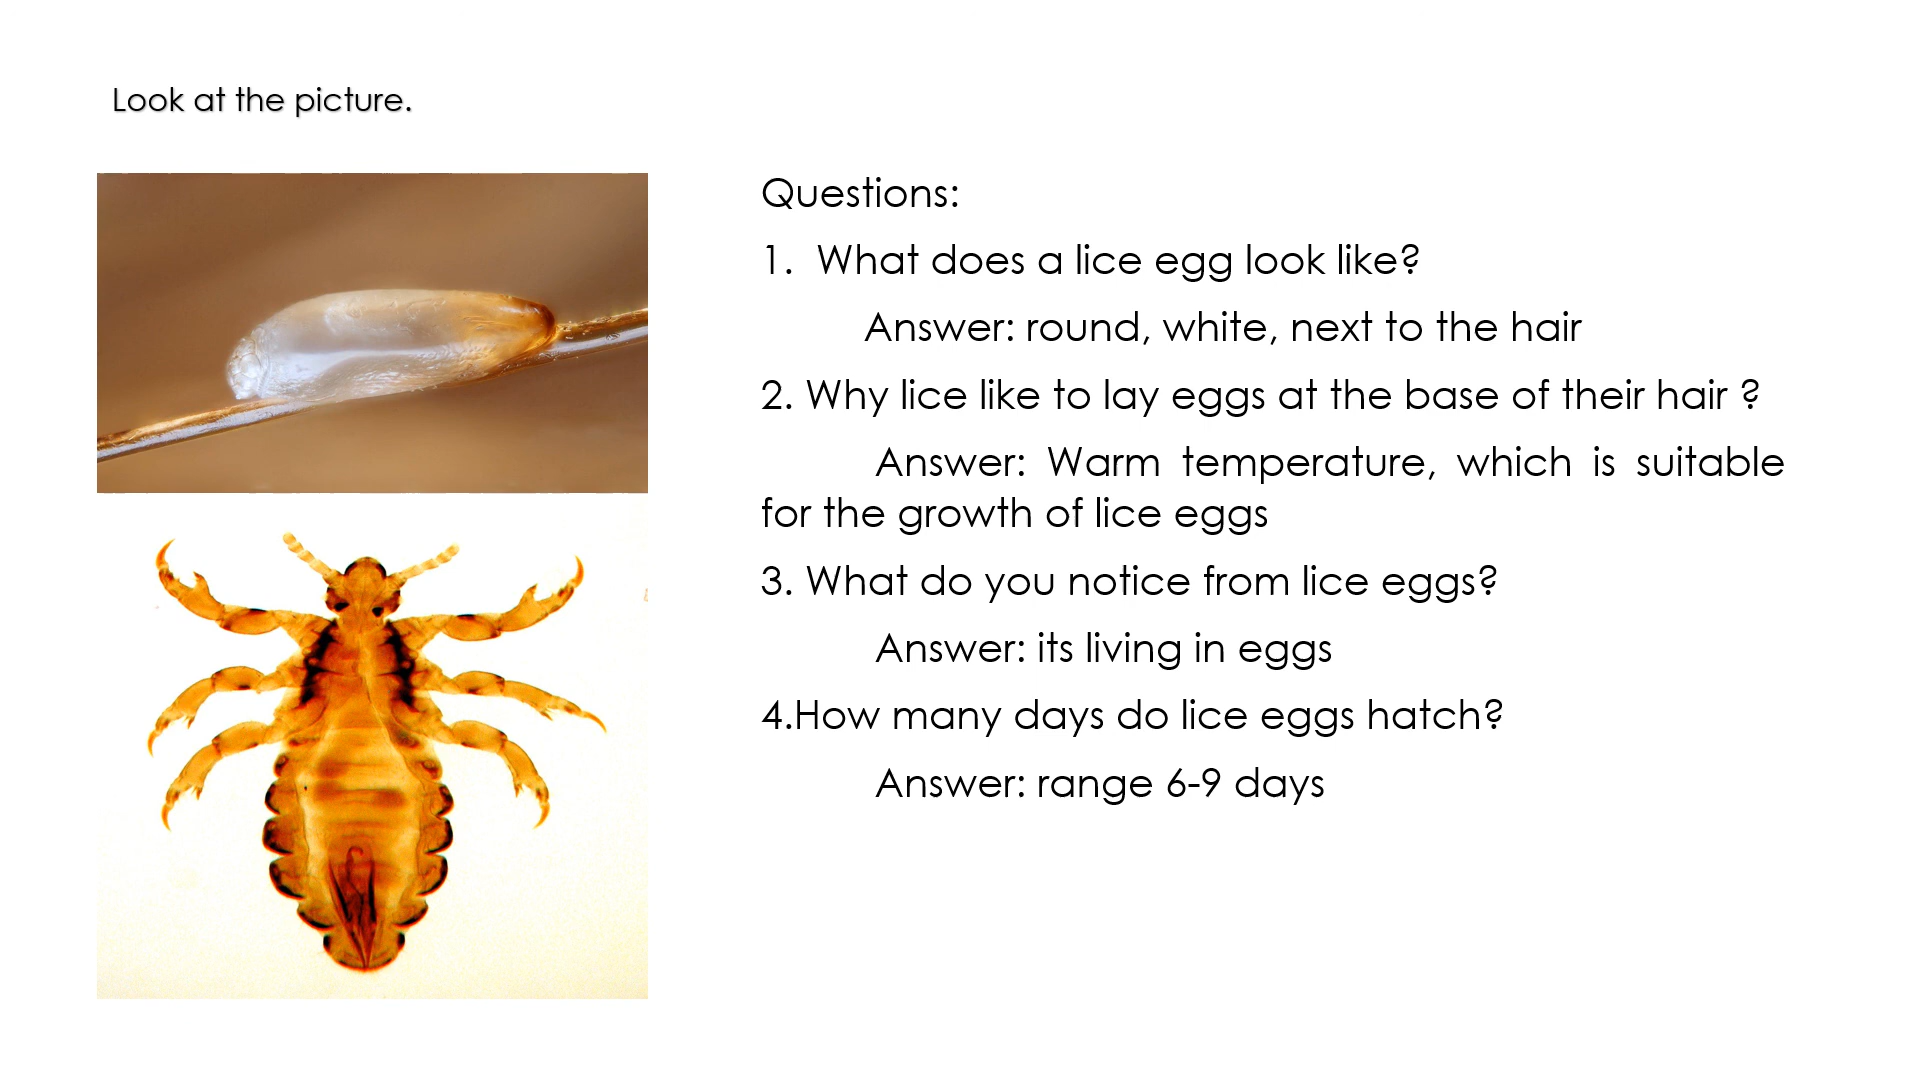 Look at the picture.
Questions:
1. What does a lice egg look like?
Answer: round, white, next to the hair
2. Why lice like to lay eggs at the base of their hair ?
Answer: Warm temperature, which is suitable
for the growth of lice eggs
3. What do you notice from lice eggs?
Answer: its living in eggs
4.How many days do lice eggs hatch?
Answer: range 6-9 days